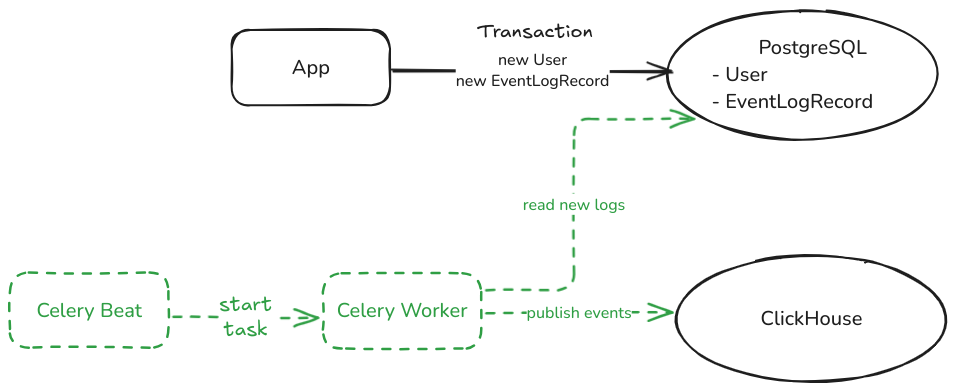 Transaction
App
new User
new EventLogRecord
PostgreSQL
- User
- EventLogRecord
read new logs
Celery Beat
start
task
Celery Worker
publish events
ClickHouse